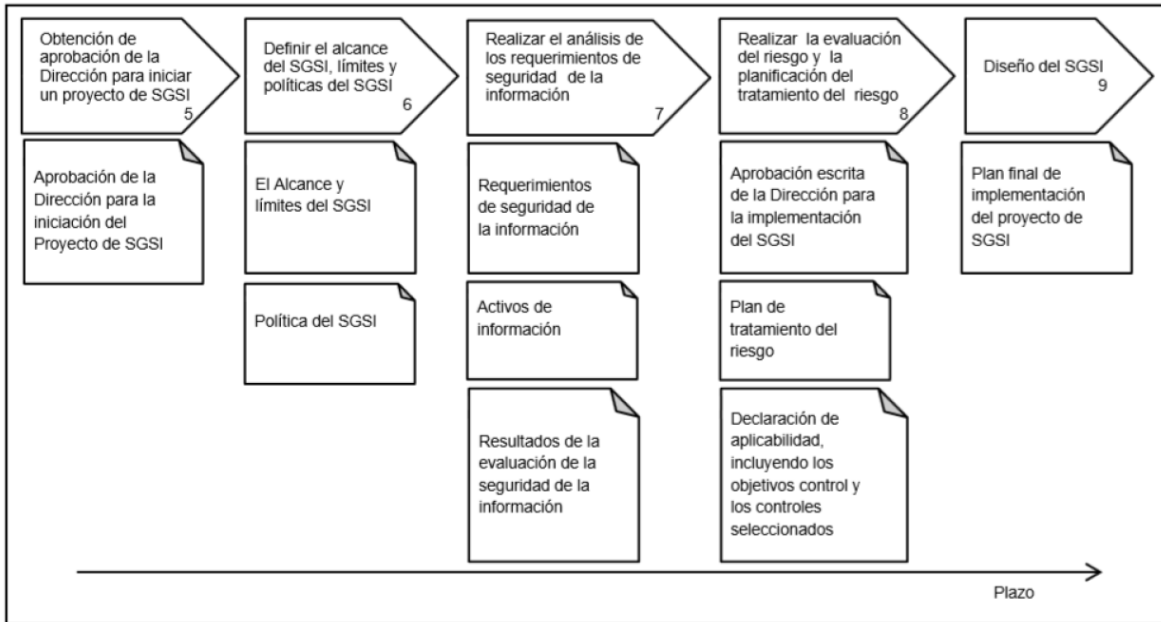 Obtención de
aprobación de la
Dirección para iniciar
un proyecto de SGSI
5
Definir el alcance
del SGSI, límites y
políticas del SGSI
6
Realizar el análisis de
los requerimientos de
seguridad de la
información
7
Realizar la evaluación
del riesgo y la
planificación del
tratamiento del riesgo
8
Diseño del SGSI
9
Aprobación de la
Dirección para la
iniciación del
Proyecto de SGSI
El Alcance y
límites del SGSI
Política del SGSI
Requerimientos
de seguridad de
la información
Activos de
información
Resultados de la
evaluación de la
seguridad de la
información
Aprobación escrita
de la Dirección para
la implementación
del SGSI
Plan de
tratamiento del
riesgo
Declaración de
aplicabilidad,
incluyendo los
objetivos control y
los controles
seleccionados
Plan final de
implementación
del proyecto de
SGSI
Plazo